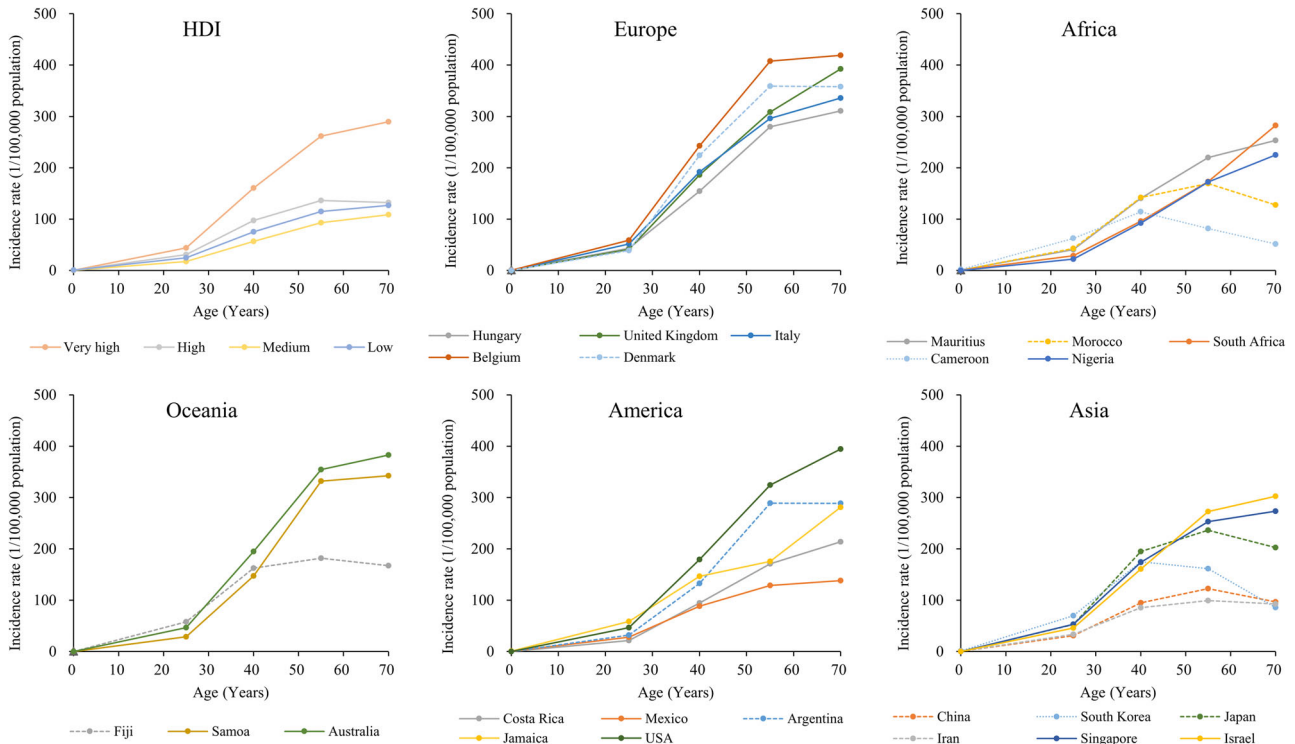 HDI
Incidence rate (1/100,000 population)
500
400
300
200
100
0
0 10 20 30 40 50 60 70
Age (Years)
Very high High Medium Low
Europe
Incidence rate (1/100,000 population)
500
400
300
200
100
0
0 10 20 30 40 50 60 70
Age (Years)
Hungary United Kingdom Italy
Belgium Denmark
Africa
Incidence rate (1/100,000 population)
500
400
300
200
100
0
0 10 20 30 40 50 60 70
Age (Years)
Mauritius Morocco South Africa
Cameroon Nigeria
Oceania
Incidence rate (1/100,000 population)
500
400
300
200
100
0
0 10 20 30 40 50 60 70
Age (Years)
Fiji Samoa Australia
America
Incidence rate (1/100,000 population)
500
400
300
200
100
0
0 10 20 30 40 50 60 70
Age (Years)
Costa Rica Mexico Argentina
Jamaica USA
Asia
Incidence rate (1/100,000 population)
500
400
300
200
100
0
0 10 20 30 40 50 60 70
Age (Years)
China South Korea Japan
Iran Singapore Israel